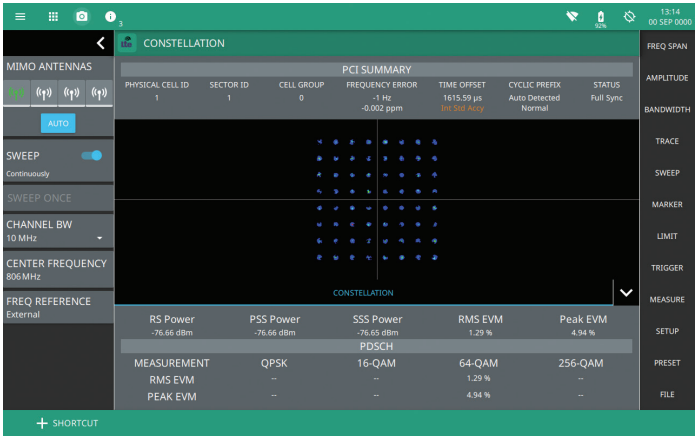 3
92%
13:14
00 SEP 0000
CONSTELLATION
MIMO ANTENNAS
AUTO
SWEEP
Continuously
SWEEP ONCE
CHANNEL BW
10 MHz
CENTER FREQUENCY
806 MHz
FREQ REFERENCE
External
PCI SUMMARY
PHYSICAL CELL ID SECTOR ID CELL GROUP FREQUENCY ERROR TIME OFFSET CYCLIC PREFIX STATUS
1 1 0 -1 Hz 1615.59 µs Auto Detected Full Sync
-0.002 ppm Int Std Accy Normal
CONSTELLATION
RS Power PSS Power SSS Power RMS EVM Peak EVM
-76.66 dBm -76.66 dBm -76.65 dBm 1.29 % 4.94 %
PDSCH
MEASUREMENT QPSK 16-QAM 64-QAM 256-QAM
RMS EVM -- -- 1.29 % --
PEAK EVM -- -- 4.94 % --
FREQ SPAN
AMPLITUDE
BANDWIDTH
TRACE
SWEEP
MARKER
LIMIT
TRIGGER
MEASURE
SETUP
PRESET
FILE
+ SHORTCUT